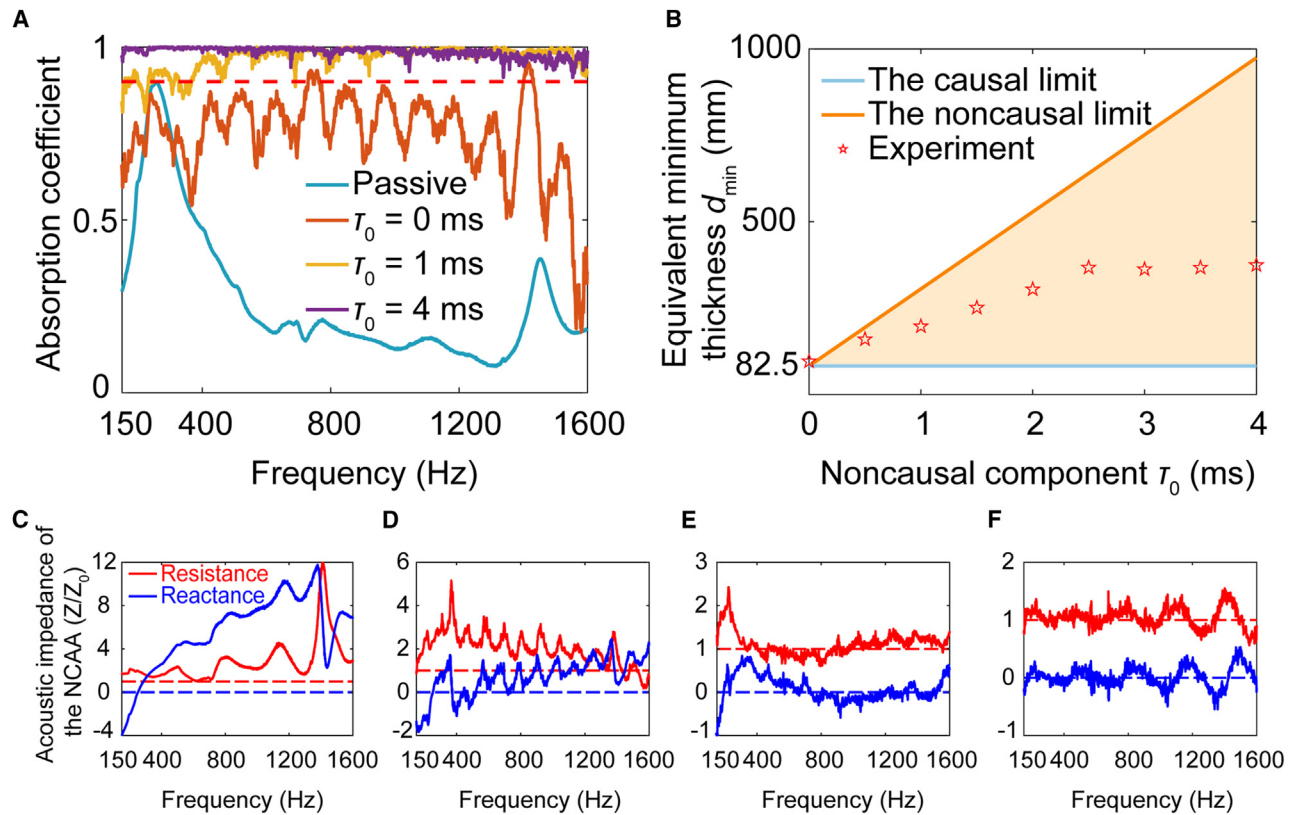 A
Absorption coefficient
1
0.5
0
Passive
τ0 = 0 ms
τ0 = 1 ms
τ0 = 4 ms
150 400 800 1200 1600
Frequency (Hz)
B
Equivalent minimum
thickness dmin (mm)
1000
500
82.5
The causal limit
The noncausal limit
Experiment
0 1 2 3 4
Noncausal component τ0 (ms)
C
Acoustic impedance of
the NCAA (Z/Z0)
12
8
4
0
-4
Resistance
Reactance
150 400 800 1200 1600
Frequency (Hz)
D
6
4
2
0
-2
150 400 800 1200 1600
Frequency (Hz)
E
3
2
1
0
-1
150 400 800 1200 1600
Frequency (Hz)
F
2
1
0
-1
150 400 800 1200 1600
Frequency (Hz)